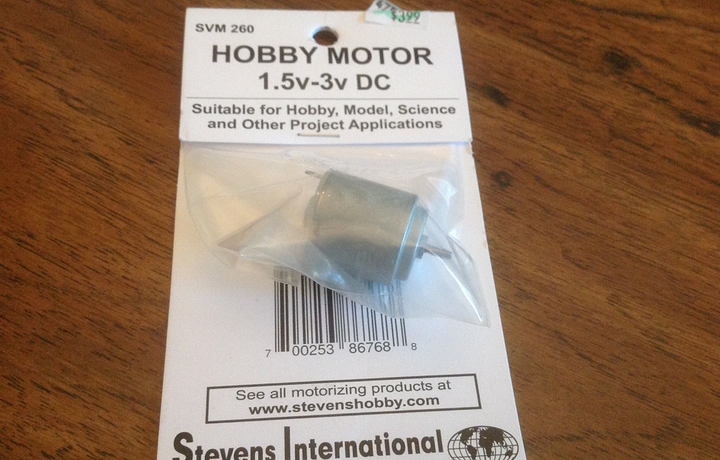 SVM 260
HOBBY MOTOR
1.5v-3v DC
Suitable for Hobby, Model, Science
and Other Project Applications
7 00253 86768 8
See all motorizing products at
www.stevenshobby.com
Stevens International